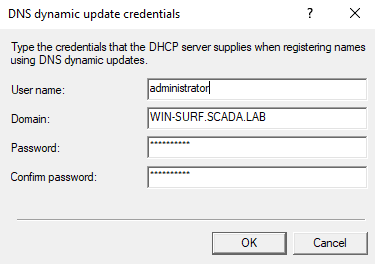 DNS dynamic update credentials
Type the credentials that the DHCP server supplies when registering names
using DNS dynamic updates.
User name: administrator
Domain: WIN-SURF.SCADA.LAB
Password: **********
Confirm password: **********
OK Cancel